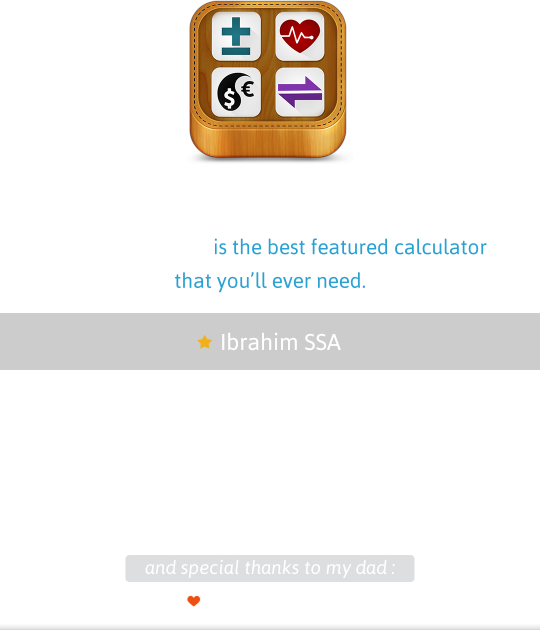 is the best featured calculator
that you'll ever need.
Ibrahim SSA
and special thanks to my dad :